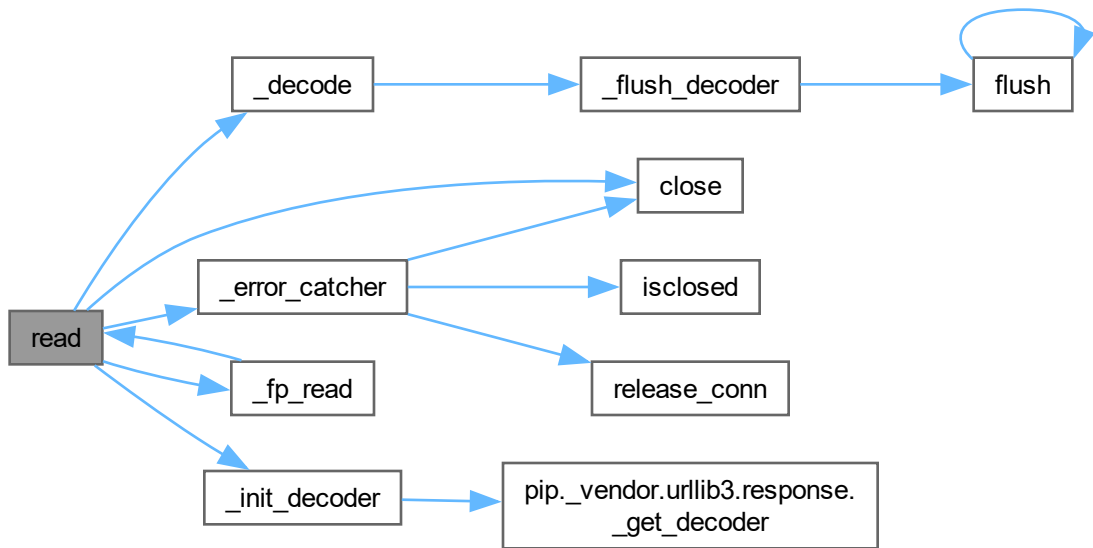 _decode
_flush_decoder
flush
close
_error_catcher
isclosed
read
_fp_read
release_conn
_init_decoder
pip._vendor.urllib3.response.
_get_decoder